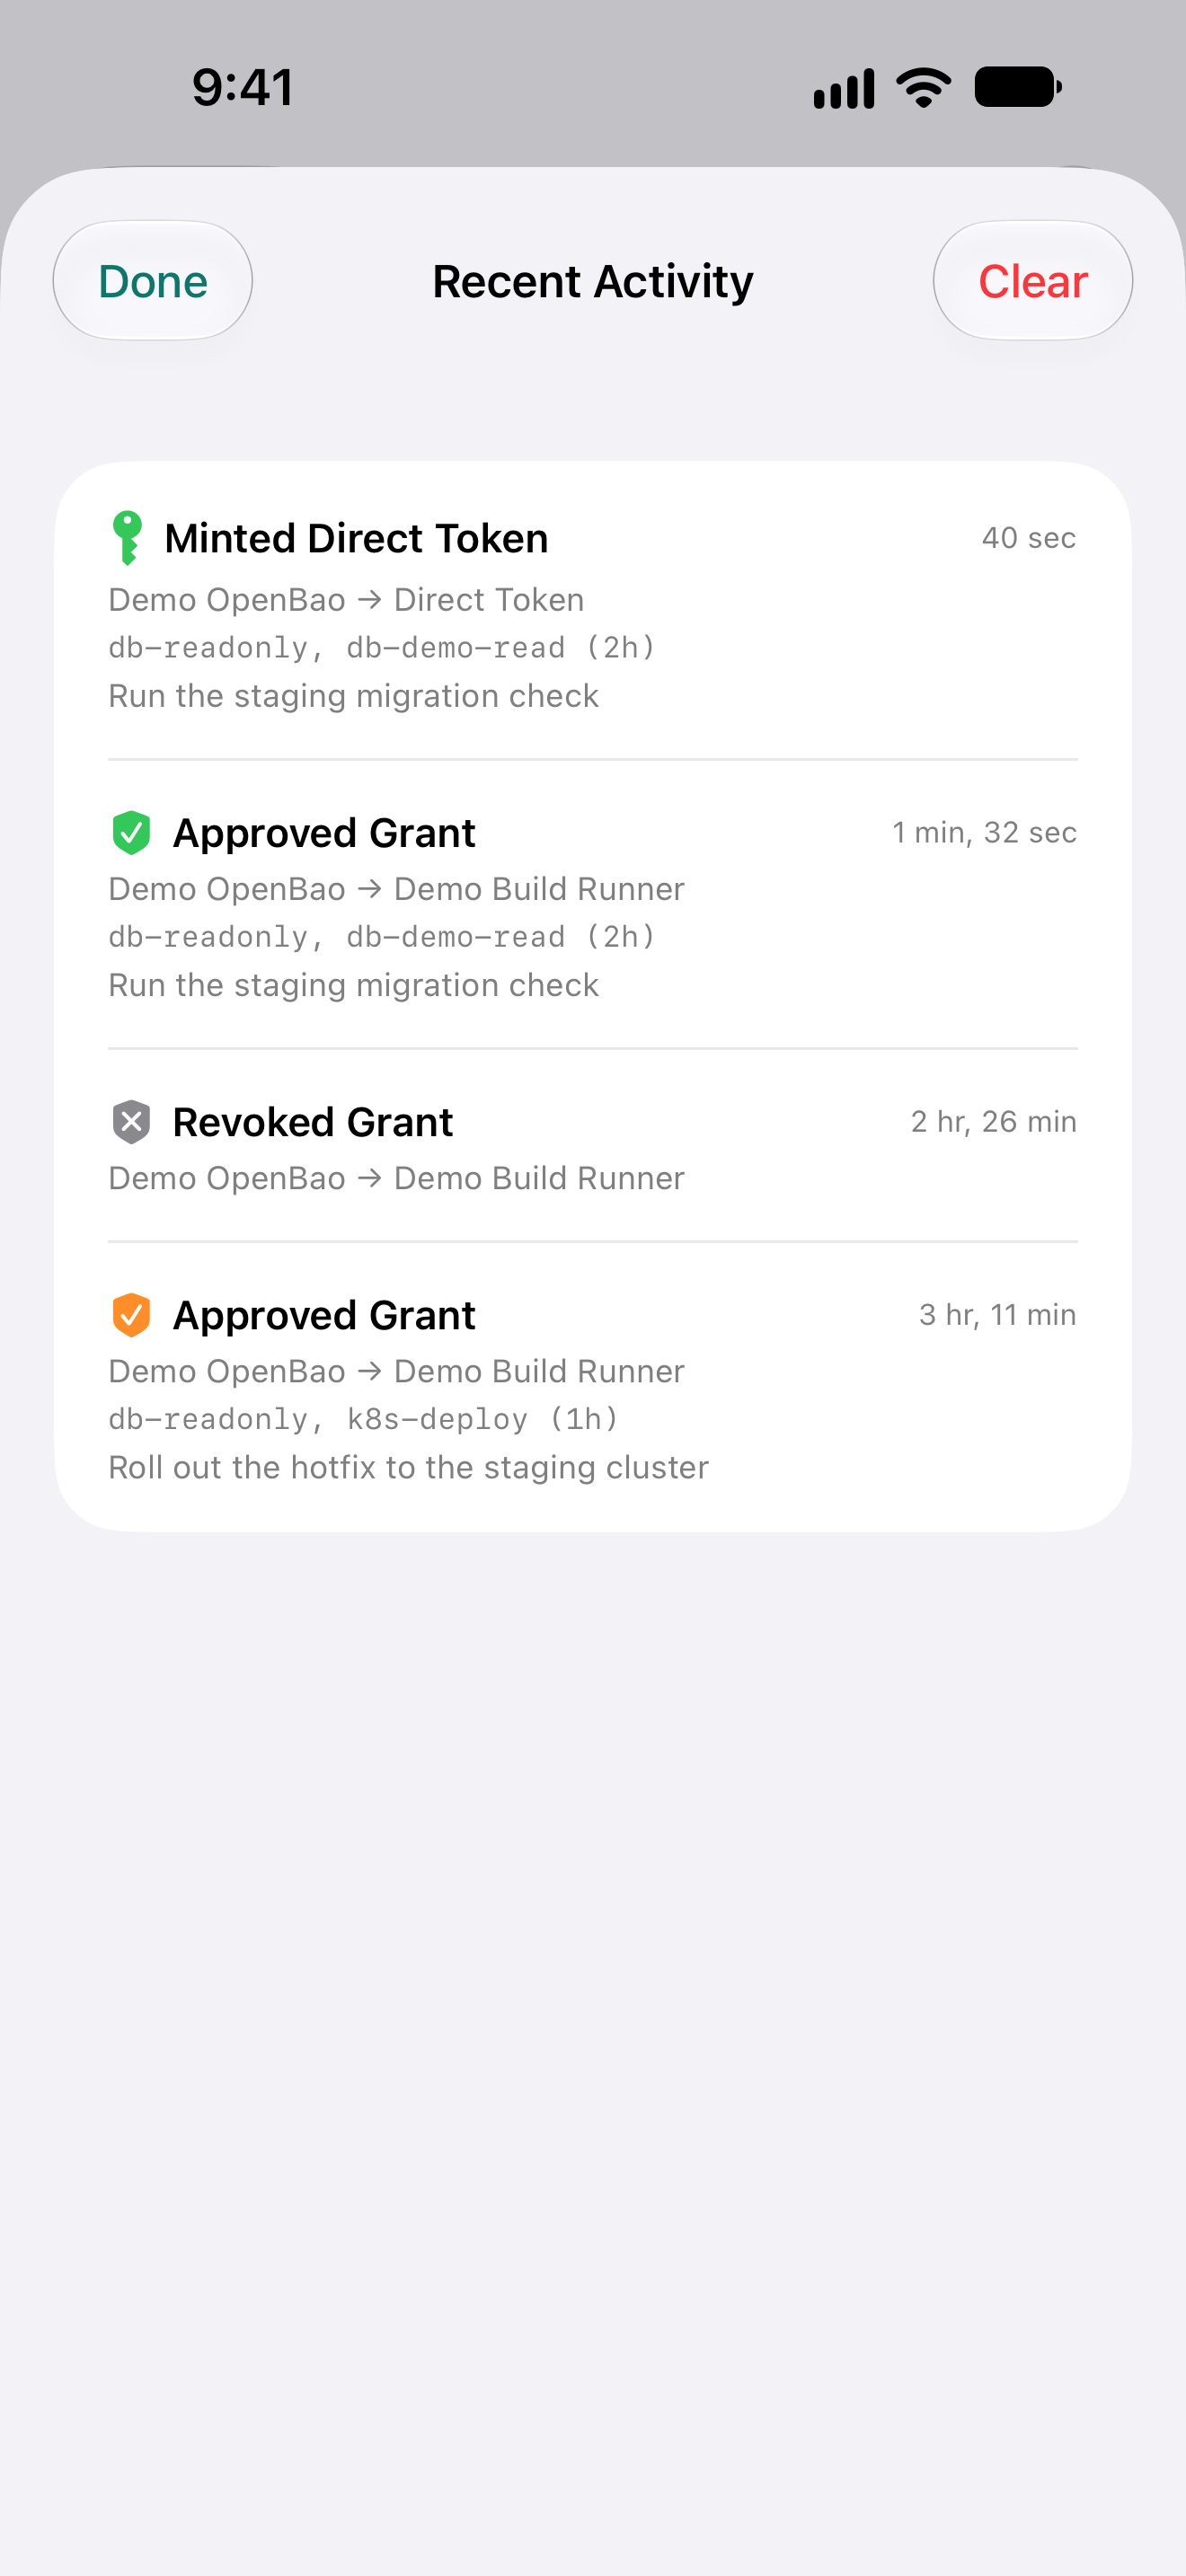 9:41
Done
Recent Activity
Clear
Minted Direct Token
40 sec
Demo OpenBao → Direct Token
db-readonly, db-demo-read (2h)
Run the staging migration check
Approved Grant
1 min, 32 sec
Demo OpenBao → Demo Build Runner
db-readonly, db-demo-read (2h)
Run the staging migration check
Revoked Grant
2 hr, 26 min
Demo OpenBao → Demo Build Runner
Approved Grant
3 hr, 11 min
Demo OpenBao → Demo Build Runner
db-readonly, k8s-deploy (1h)
Roll out the hotfix to the staging cluster